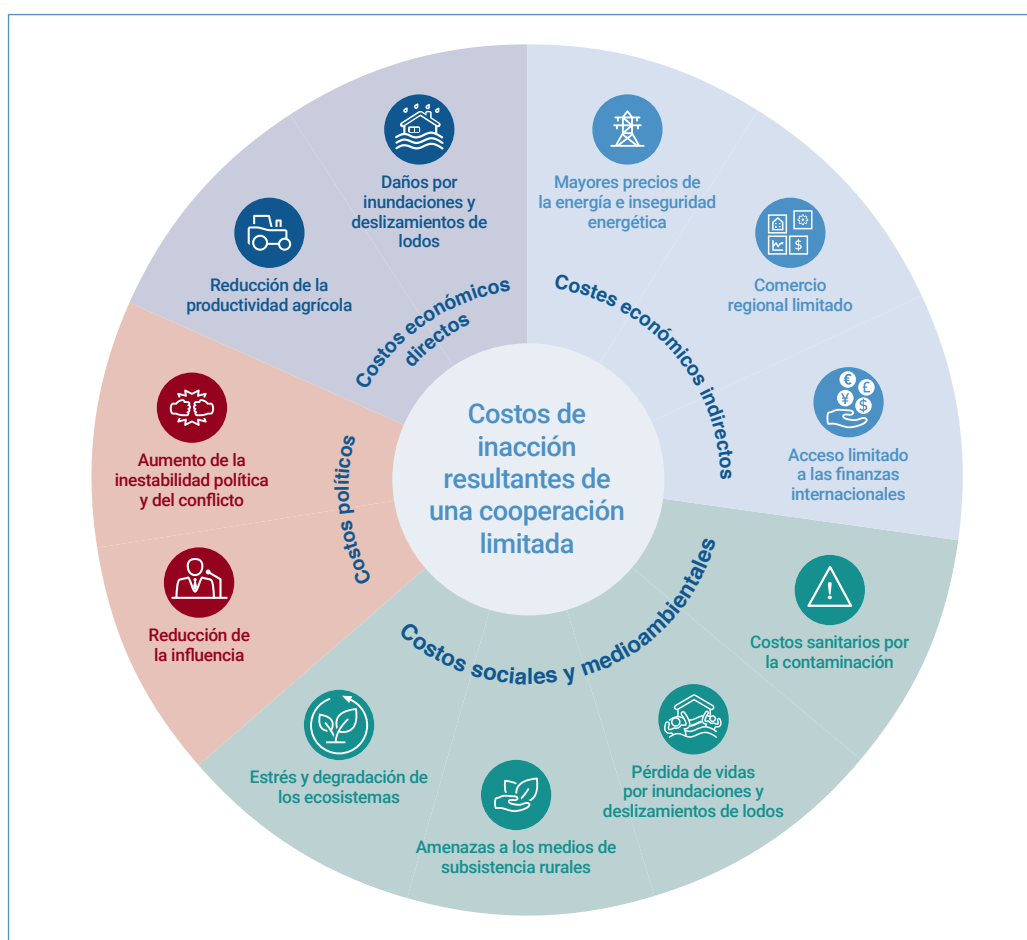 Costos de
inacción
resultantes de
una cooperación
limitada
Costos económicos
directos
Daños por
inundaciones y
deslizamientos de
lodos
Reducción de la
productividad agrícola
Costes económicos indirectos
Mayores precios de
la energía e inseguridad
energética
Comercio
regional limitado
$
€
£
¥
$
Acceso limitado
a las finanzas
internacionales
Costos sociales y medioambientales
Costos sanitarios por
la contaminación
Pérdida de vidas
por inundaciones y
deslizamientos de lodos
Amenazas a los medios de
subsistencia rurales
Estrés y degradación de
los ecosistemas
Costos políticos
Reducción de
la influencia
Aumento de la
inestabilidad política
y del conflicto